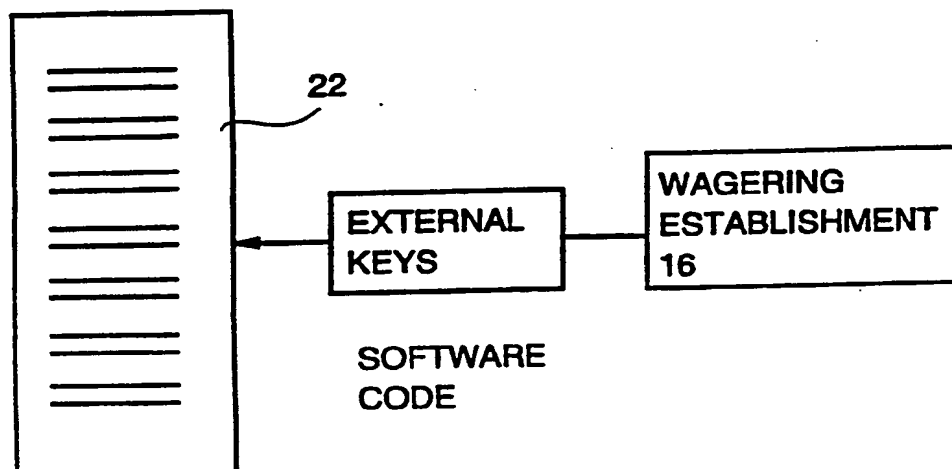 22
EXTERNAL
KEYS
WAGERING
ESTABLISHMENT
16
SOFTWARE
CODE